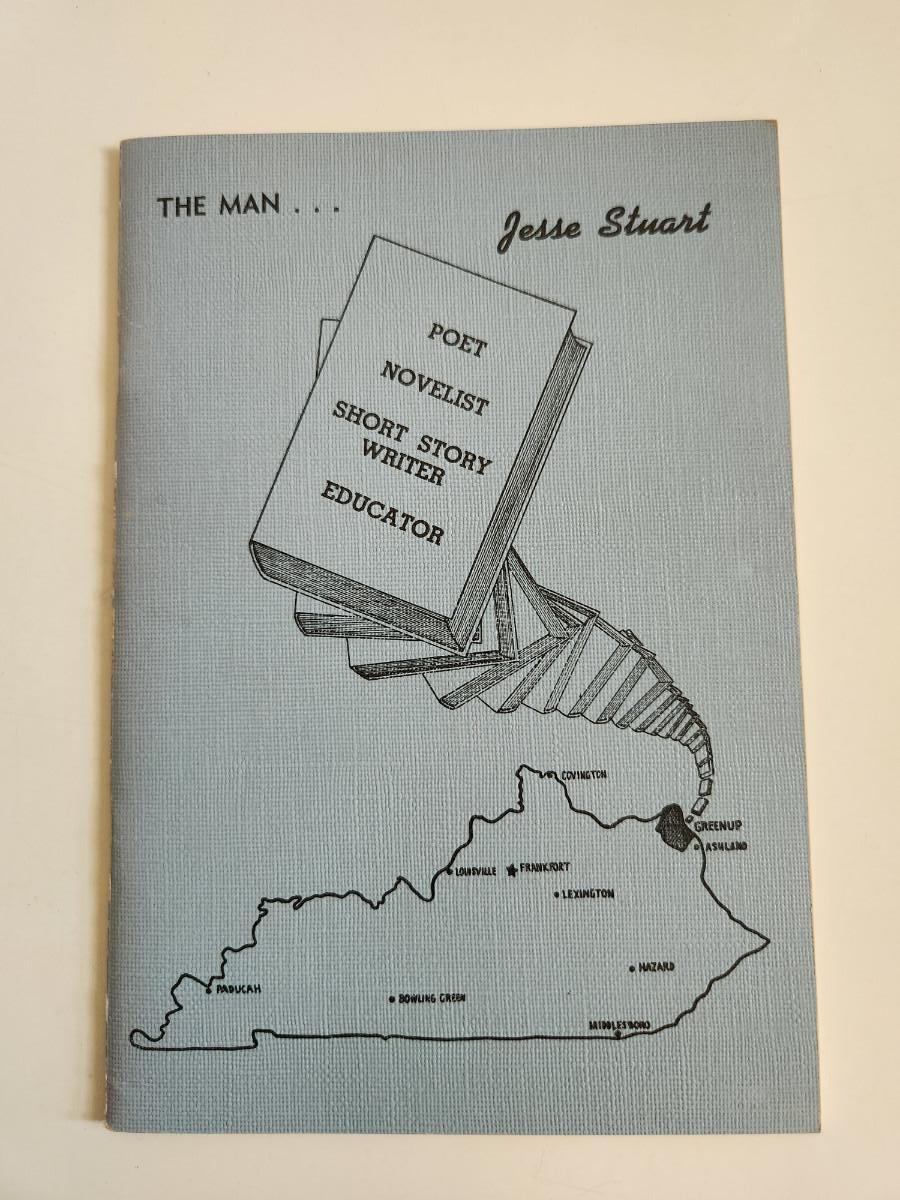 THE MAN . . .
Jesse Stuart
POET
NOVELIST
SHORT STORY
WRITER
EDUCATOR
COVINGTON
GREENUP
ASHLAND
LOUISVILLE
FRANKFORT
LEXINGTON
HAZARD
PADUCAH
BOWLING GREEN
MIDDLESBORO